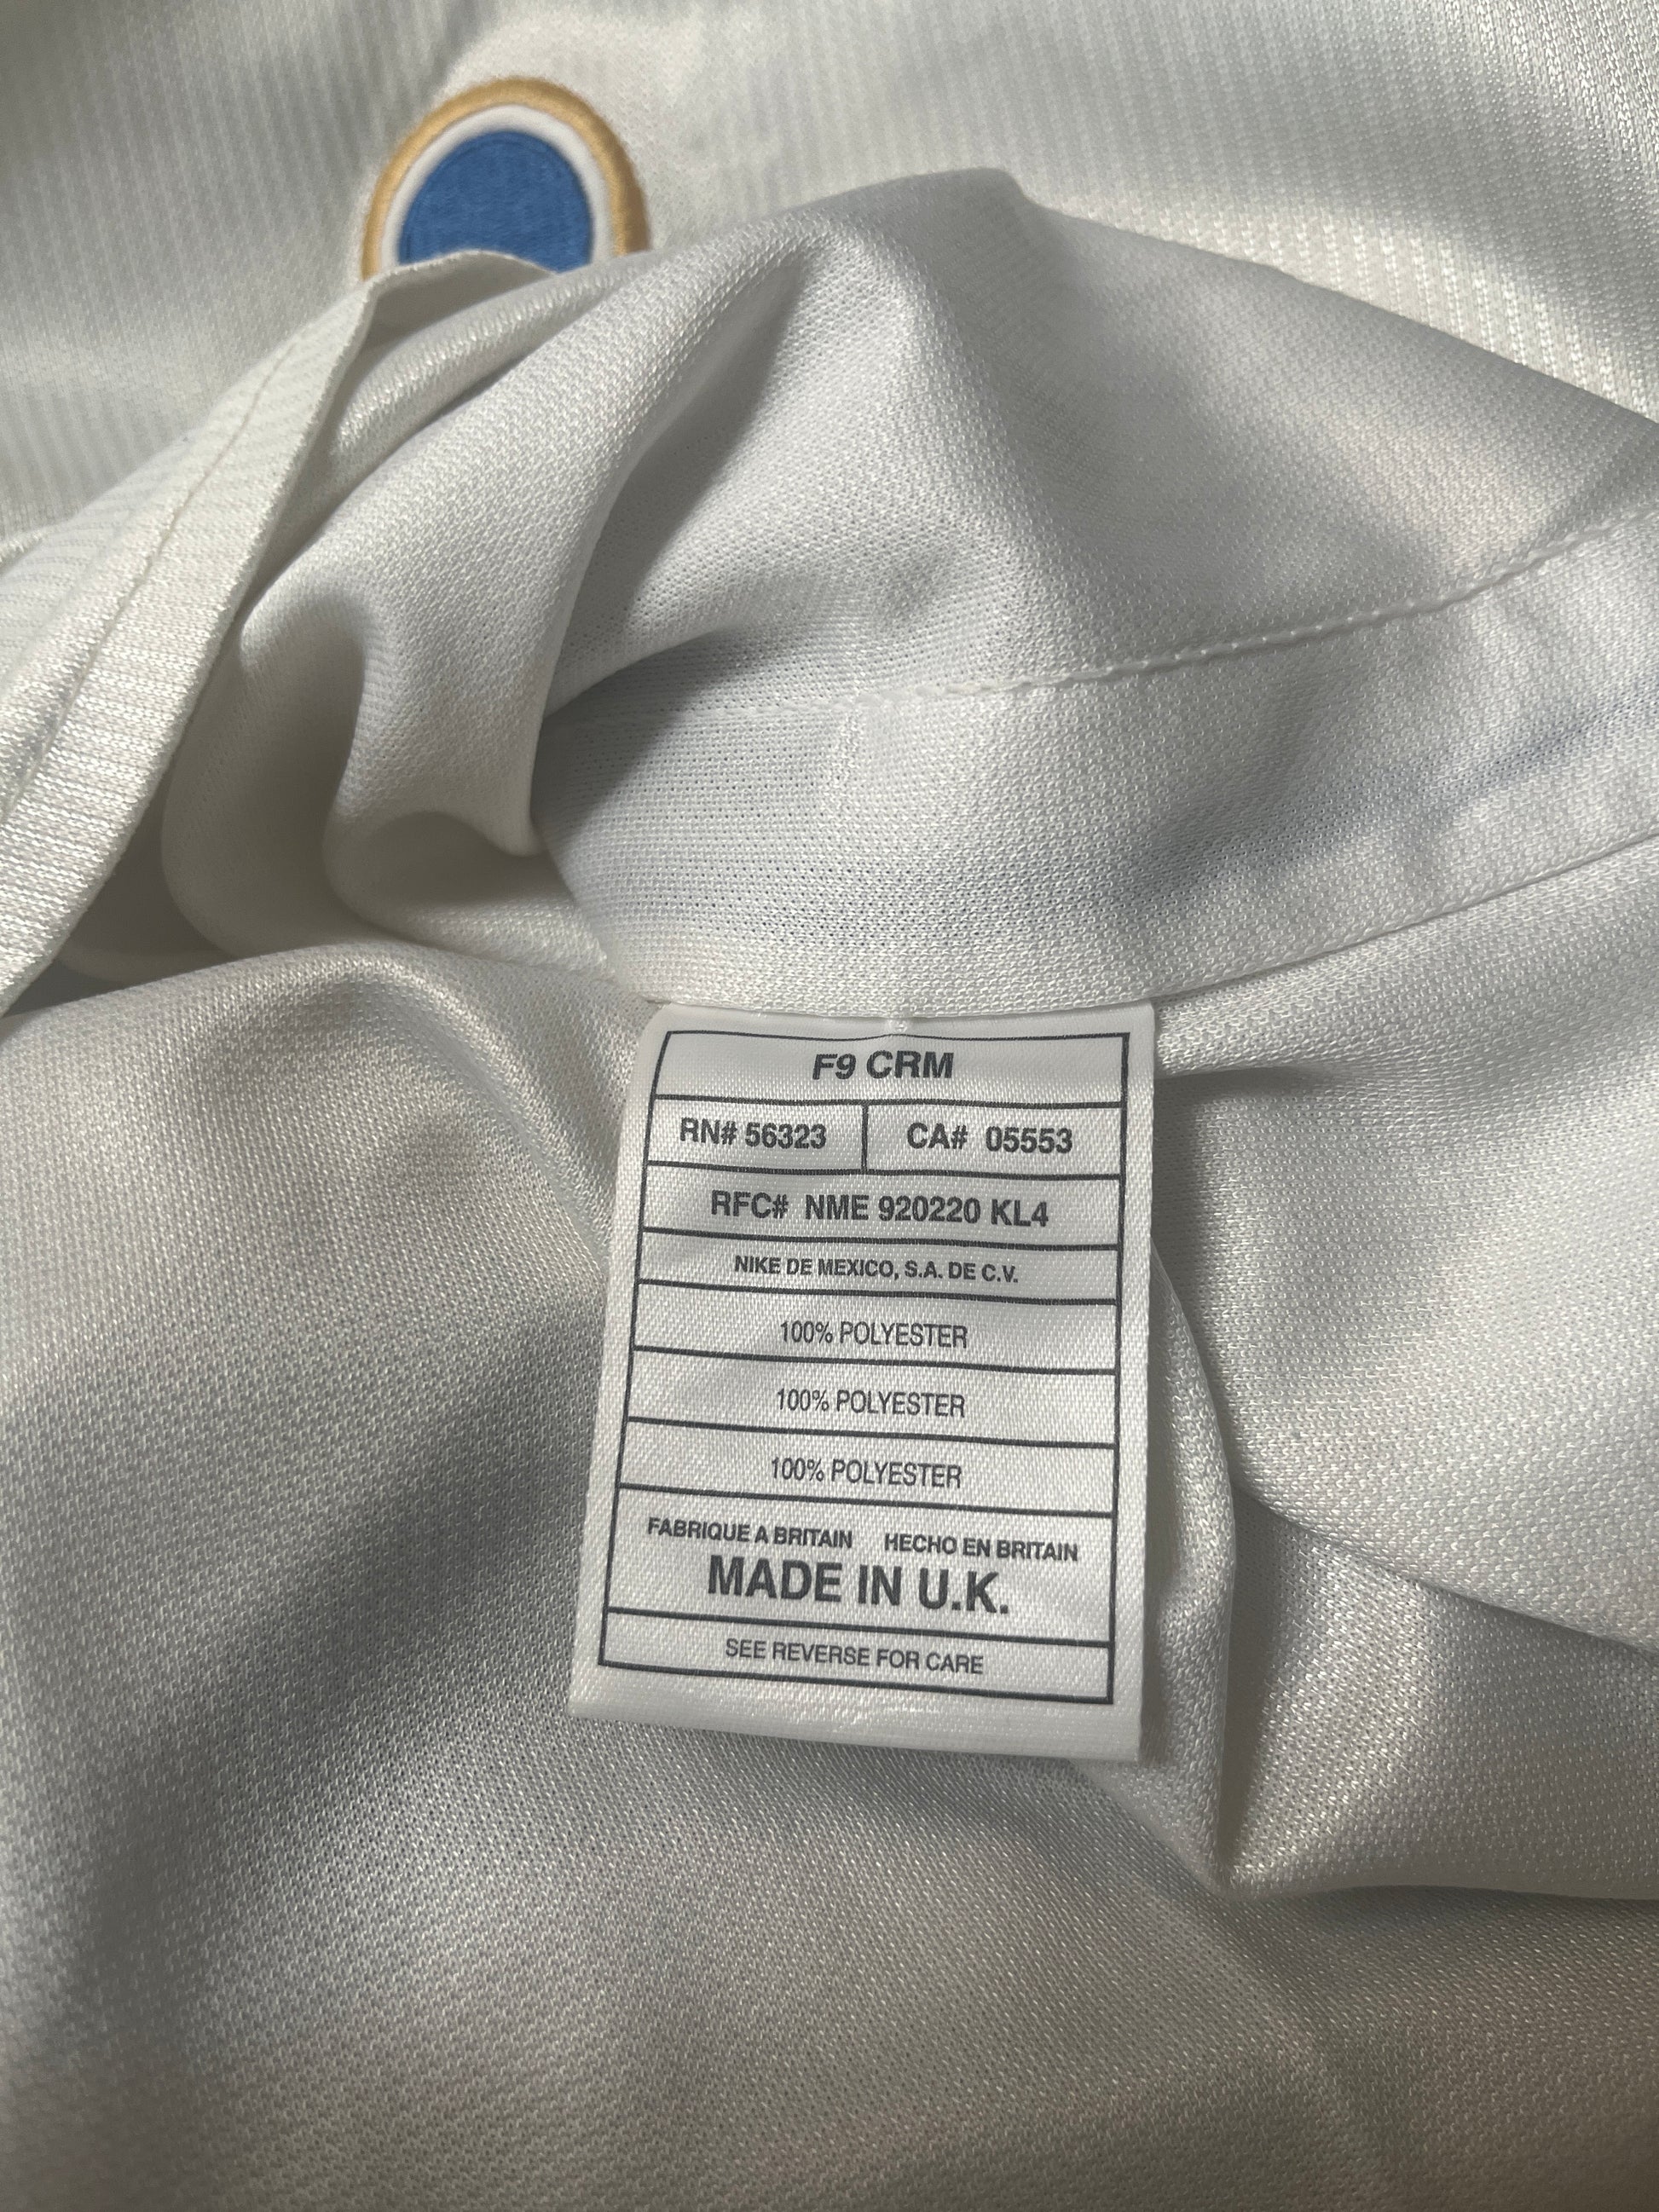 F9 CRM
RN# 56323 CA# 05553
RFC# NME 920220 KL4
NIKE DE MEXICO, S.A. DE C.V.
100% POLYESTER
100% POLYESTER
100% POLYESTER
FABRIQUE A BRITAIN HECHO EN BRITAIN
MADE IN U.K.
SEE REVERSE FOR CARE